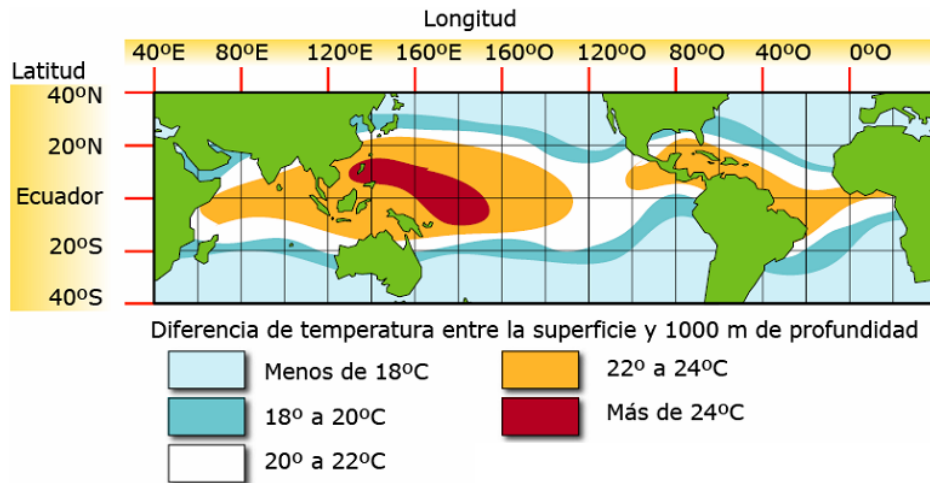 Longitud
40ºE 80ºE 120ºE 160ºE 160ºO 120ºO 80ºO 40ºO 0ºO
Latitud
40ºN
20ºN
Ecuador
20ºS
40ºS
Diferencia de temperatura entre la superficie y 1000 m de profundidad
Menos de 18ºC
18º a 20ºC
20º a 22ºC
22º a 24ºC
Más de 24ºC